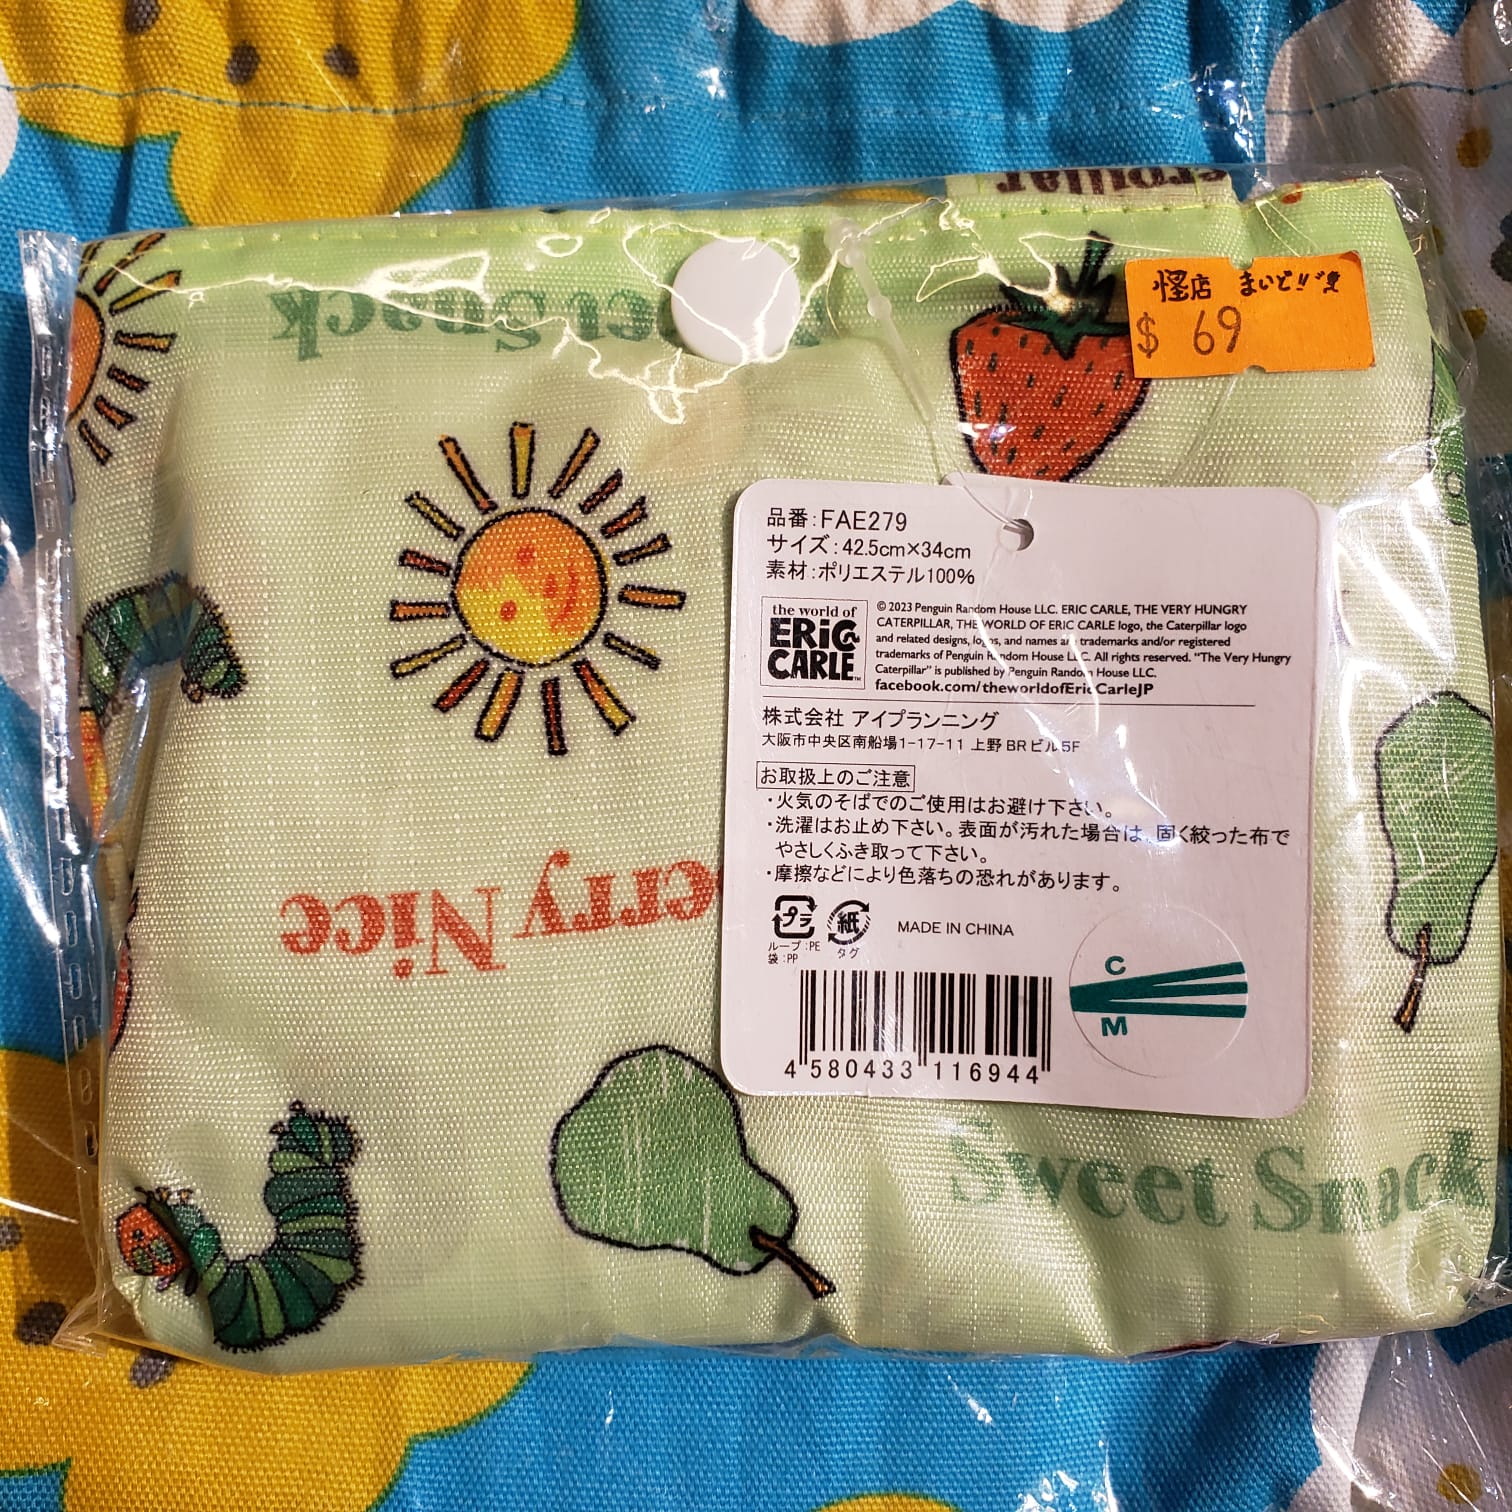 Sweet Snack
怪店 まいど!!堂
$ 69
品番:FAE279
サイズ:42.5cm×34cm
素材:ポリエステル100%
the world of
ERiC
CARLE™
© 2023 Penguin Random House LLC. ERIC CARLE, THE VERY HUNGRY
CATERPILLAR, THE WORLD OF ERIC CARLE logo, the Caterpillar logo
and related designs, logos, and names are trademarks and/or registered
trademarks of Penguin Random House LLC. All rights reserved. "The Very Hungry
Caterpillar" is published by Penguin Random House LLC.
facebook.com/theworldofEricCarleJP
株式会社 アイプランニング
大阪市中央区南船場1-17-11 上野BRビル5F
お取扱上のご注意
・火気のそばでのご使用はお避け下さい。
・洗濯はお止め下さい。表面が汚れた場合は、固く絞った布で
やさしくふき取って下さい。
・摩擦などにより色落ちの恐れがあります。
プラ 紙 MADE IN CHINA
ループ:PE タグ
袋:PP
C
M
4 580433 116944
erry Nice
Sweet Snack